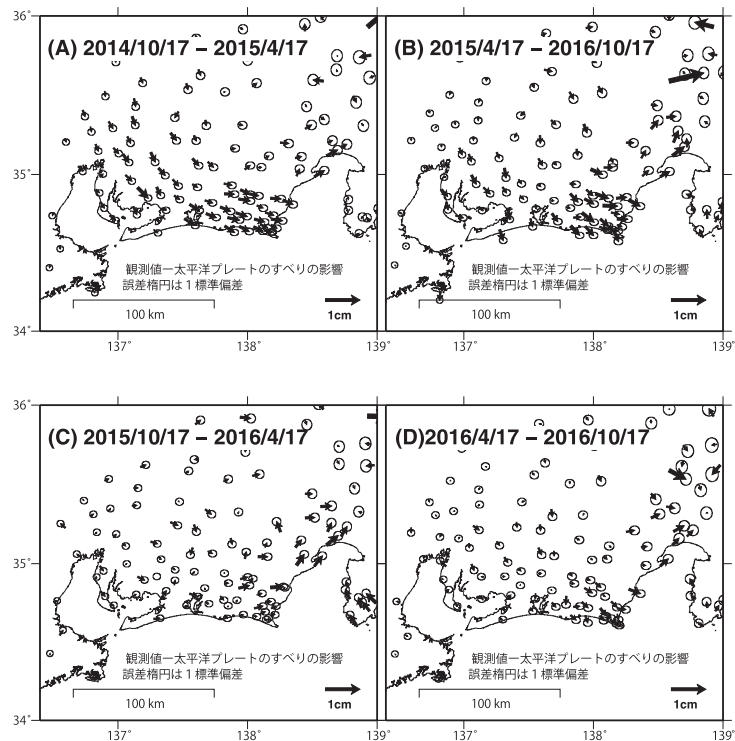 36˚
(A) 2014/10/17 – 2015/4/17
35˚
観測値ー太平洋プレートのすべりの影響
誤差楕円は1標準偏差
100 km
1cm
34˚
137˚
138˚
139˚
36˚
(B) 2015/4/17 – 2016/10/17
35˚
観測値ー太平洋プレートのすべりの影響
誤差楕円は1標準偏差
100 km
1cm
34˚
137˚
138˚
139˚
36˚
(C) 2015/10/17 – 2016/4/17
35˚
観測値ー太平洋プレートのすべりの影響
誤差楕円は1標準偏差
100 km
1cm
34˚
137˚
138˚
139˚
36˚
(D)2016/4/17 – 2016/10/17
35˚
観測値ー太平洋プレートのすべりの影響
誤差楕円は1標準偏差
100 km
1cm
34˚
137˚
138˚
139˚